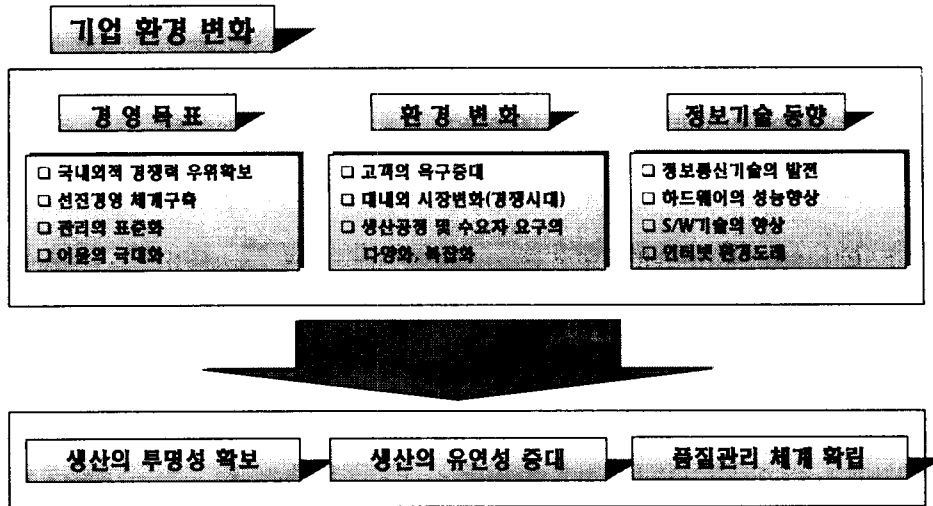 기업 환경 변화
경영목표
환경 변화
정보기술 동향
❏ 국내외적 경쟁력 우위확보
❏ 선진경영 체계구축
❏ 관리의 표준화
❏ 이윤의 극대화
❏ 고객의 욕구증대
❏ 대내외 시장변화(경쟁시대)
❏ 생산공정 및 수요자 요구의
다양화, 복잡화
❏ 정보통신기술의 발전
❏ 하드웨어의 성능향상
❏ S/W기술의 향상
❏ 인터넷 환경도래
생산의 투명성 확보
생산의 유연성 증대
품질관리 체계 확립